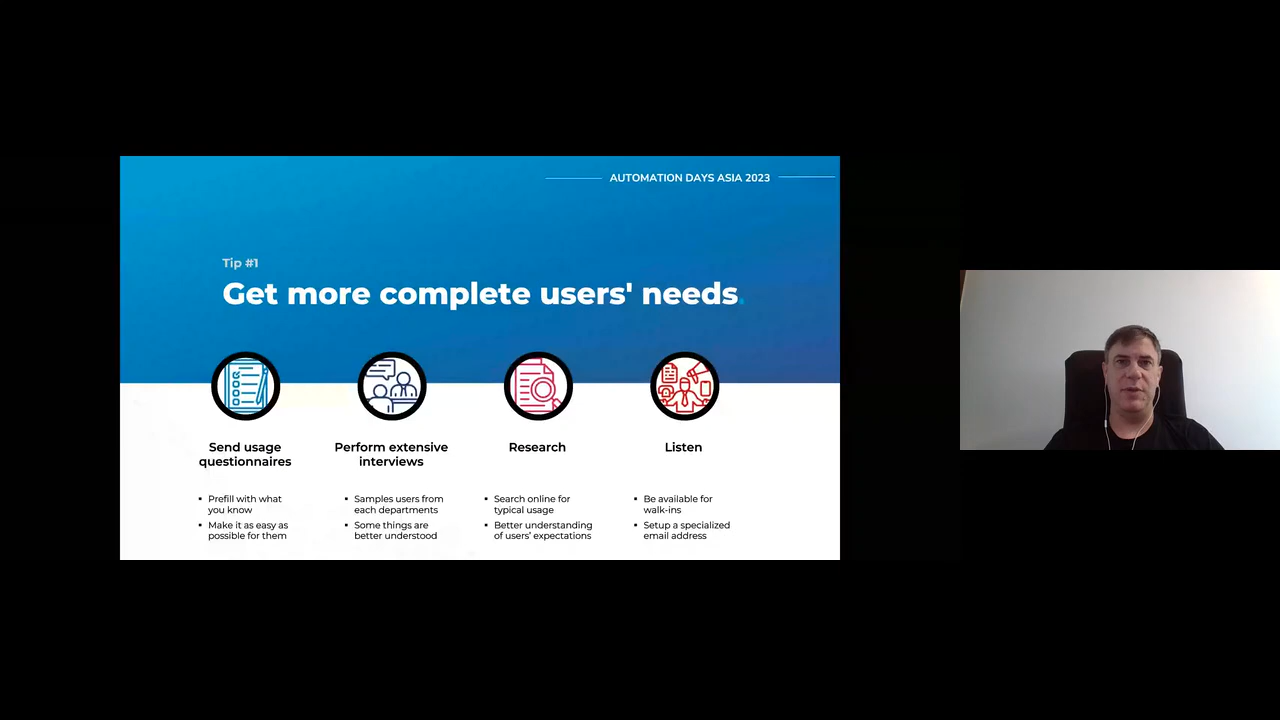 AUTOMATION DAYS ASIA 2023
Tip #1
Get more complete users' needs.
Send usage
questionnaires
▪ Prefill with what
you know
▪ Make it as easy as
possible for them
Perform extensive
interviews
▪ Samples users from
each departments
▪ Some things are
better understood
Research
▪ Search online for
typical usage
▪ Better understanding
of users' expectations
Listen
▪ Be available for
walk-ins
▪ Setup a specialized
email address